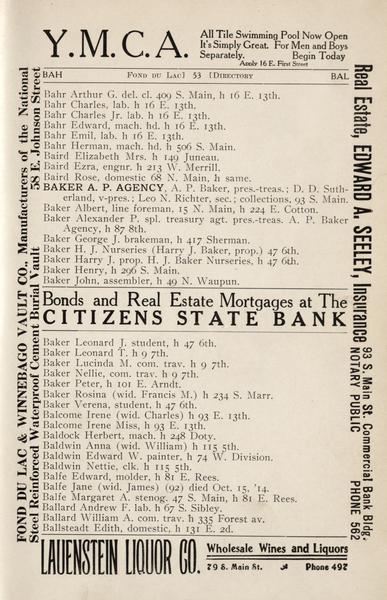 Y.M.C.A.
All Tile Swimming Pool Now Open
It's Simply Great. For Men and Boys
Separately. Begin Today
Apply 16 E. First Street
BAH FOND DU LAC] 53 [DIRECTORY BAL
Bahr Arthur G. del. cl. 409 S. Main, h 16 E. 13th.
Bahr Charles, lab. h 16 E. 13th.
Bahr Charles Jr. lab. h 16 E. 13th.
Bahr Edward, mach. hd. h 16 E. 13th.
Bahr Emil, lab. h 16 E. 13th.
Bahr Herman, mach. hd. h 506 S. Main.
Baird Elizabeth Mrs. h 149 Juneau.
Baird Ezra, engnr. h 213 W. Merrill.
Baird Rose, domestic 68 N. Main, h same.
BAKER A. P. AGENCY, A. P. Baker, pres.-treas.; D. D. Suth-
erland, v-pres.; Leo N. Richter, sec.; collections, 93 S. Main.
Baker Albert, line foreman, 15 N. Main, h 224 E. Cotton.
Baker Alexander P. spl. treasury agt. pres.-treas. A. P. Baker
Agency, h 87 8th.
Baker George J. brakeman, h 417 Sherman.
Baker H. J. Nurseries (Harry J. Baker, prop.) 47 6th.
Baker Harry J. prop. H. J. Baker Nurseries, h 47 6th.
Baker Henry, h 296 S. Main.
Baker John, assembler, h 49 N. Waupun.
Bonds and Real Estate Mortgages at The
CITIZENS STATE BANK
Baker Leonard J. student, h 47 6th.
Baker Leonard T. h 9 7th.
Baker Lucinda M. com. trav. h 9 7th.
Baker Nellie, com. trav. h 9 7th.
Baker Peter, h 101 E. Arndt.
Baker Rosina (wid. Francis M.) h 234 S. Marr.
Baker Verena, student, h 47 6th.
Balcome Irene (wid. Charles) h 93 E. 13th.
Balcome Irene Miss, h 93 E. 13th.
Baldock Herbert, mach. h 248 Doty.
Baldwin Anna (wid. William) h 115 5th.
Baldwin Edward W. painter, h 74 W. Division.
Baldwin Nettie, clk. h 115 5th.
Balfe Edward, molder, h 81 E. Rees.
Balfe Jane (wid. James) (92) died Oct. 15, '14.
Balfe Margaret A. stenog. 47 S. Main, h 81 E. Rees.
Ballard Andrew F. lab. h 67 S. Sibley.
Ballard William A. com. trav. h 335 Forest av.
Ballsteadt Edith, domestic, h 131 E. 2d.
LAUENSTEIN LIQUOR CO.
Wholesale Wines and Liquors
79 S. Main St. Phone 497
FOND DU LAC & WINNEBAGO VAULT CO., Manufacturers of the National
Steel Reinforced Waterproof Cement Burial Vault 58 E. Johnson Street
Real Estate, EDWARD A. SEELEY, Insurance
93 S. Main St. Commercial Bank Bldg.
NOTARY PUBLIC PHONE 562